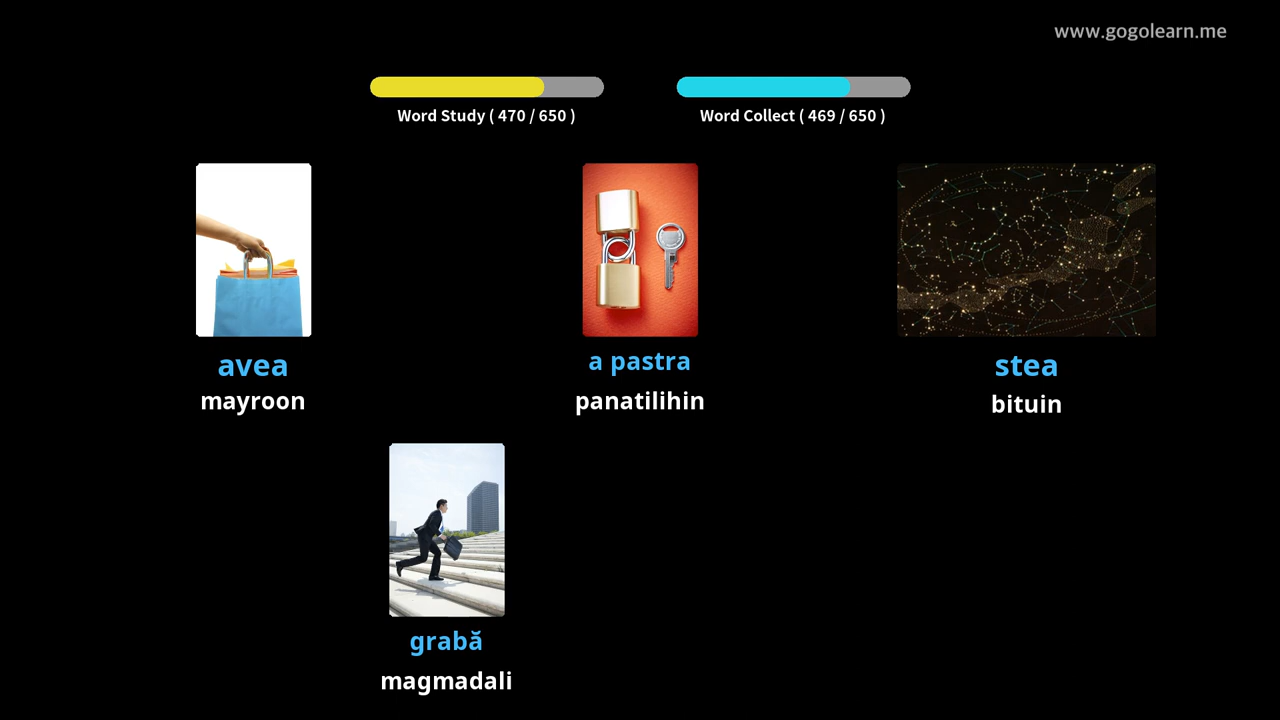 www.gogolearn.me
Word Study ( 470 / 650 )
Word Collect ( 469 / 650 )
avea
mayroon
a pastra
panatilihin
stea
bituin
grabă
magmadali